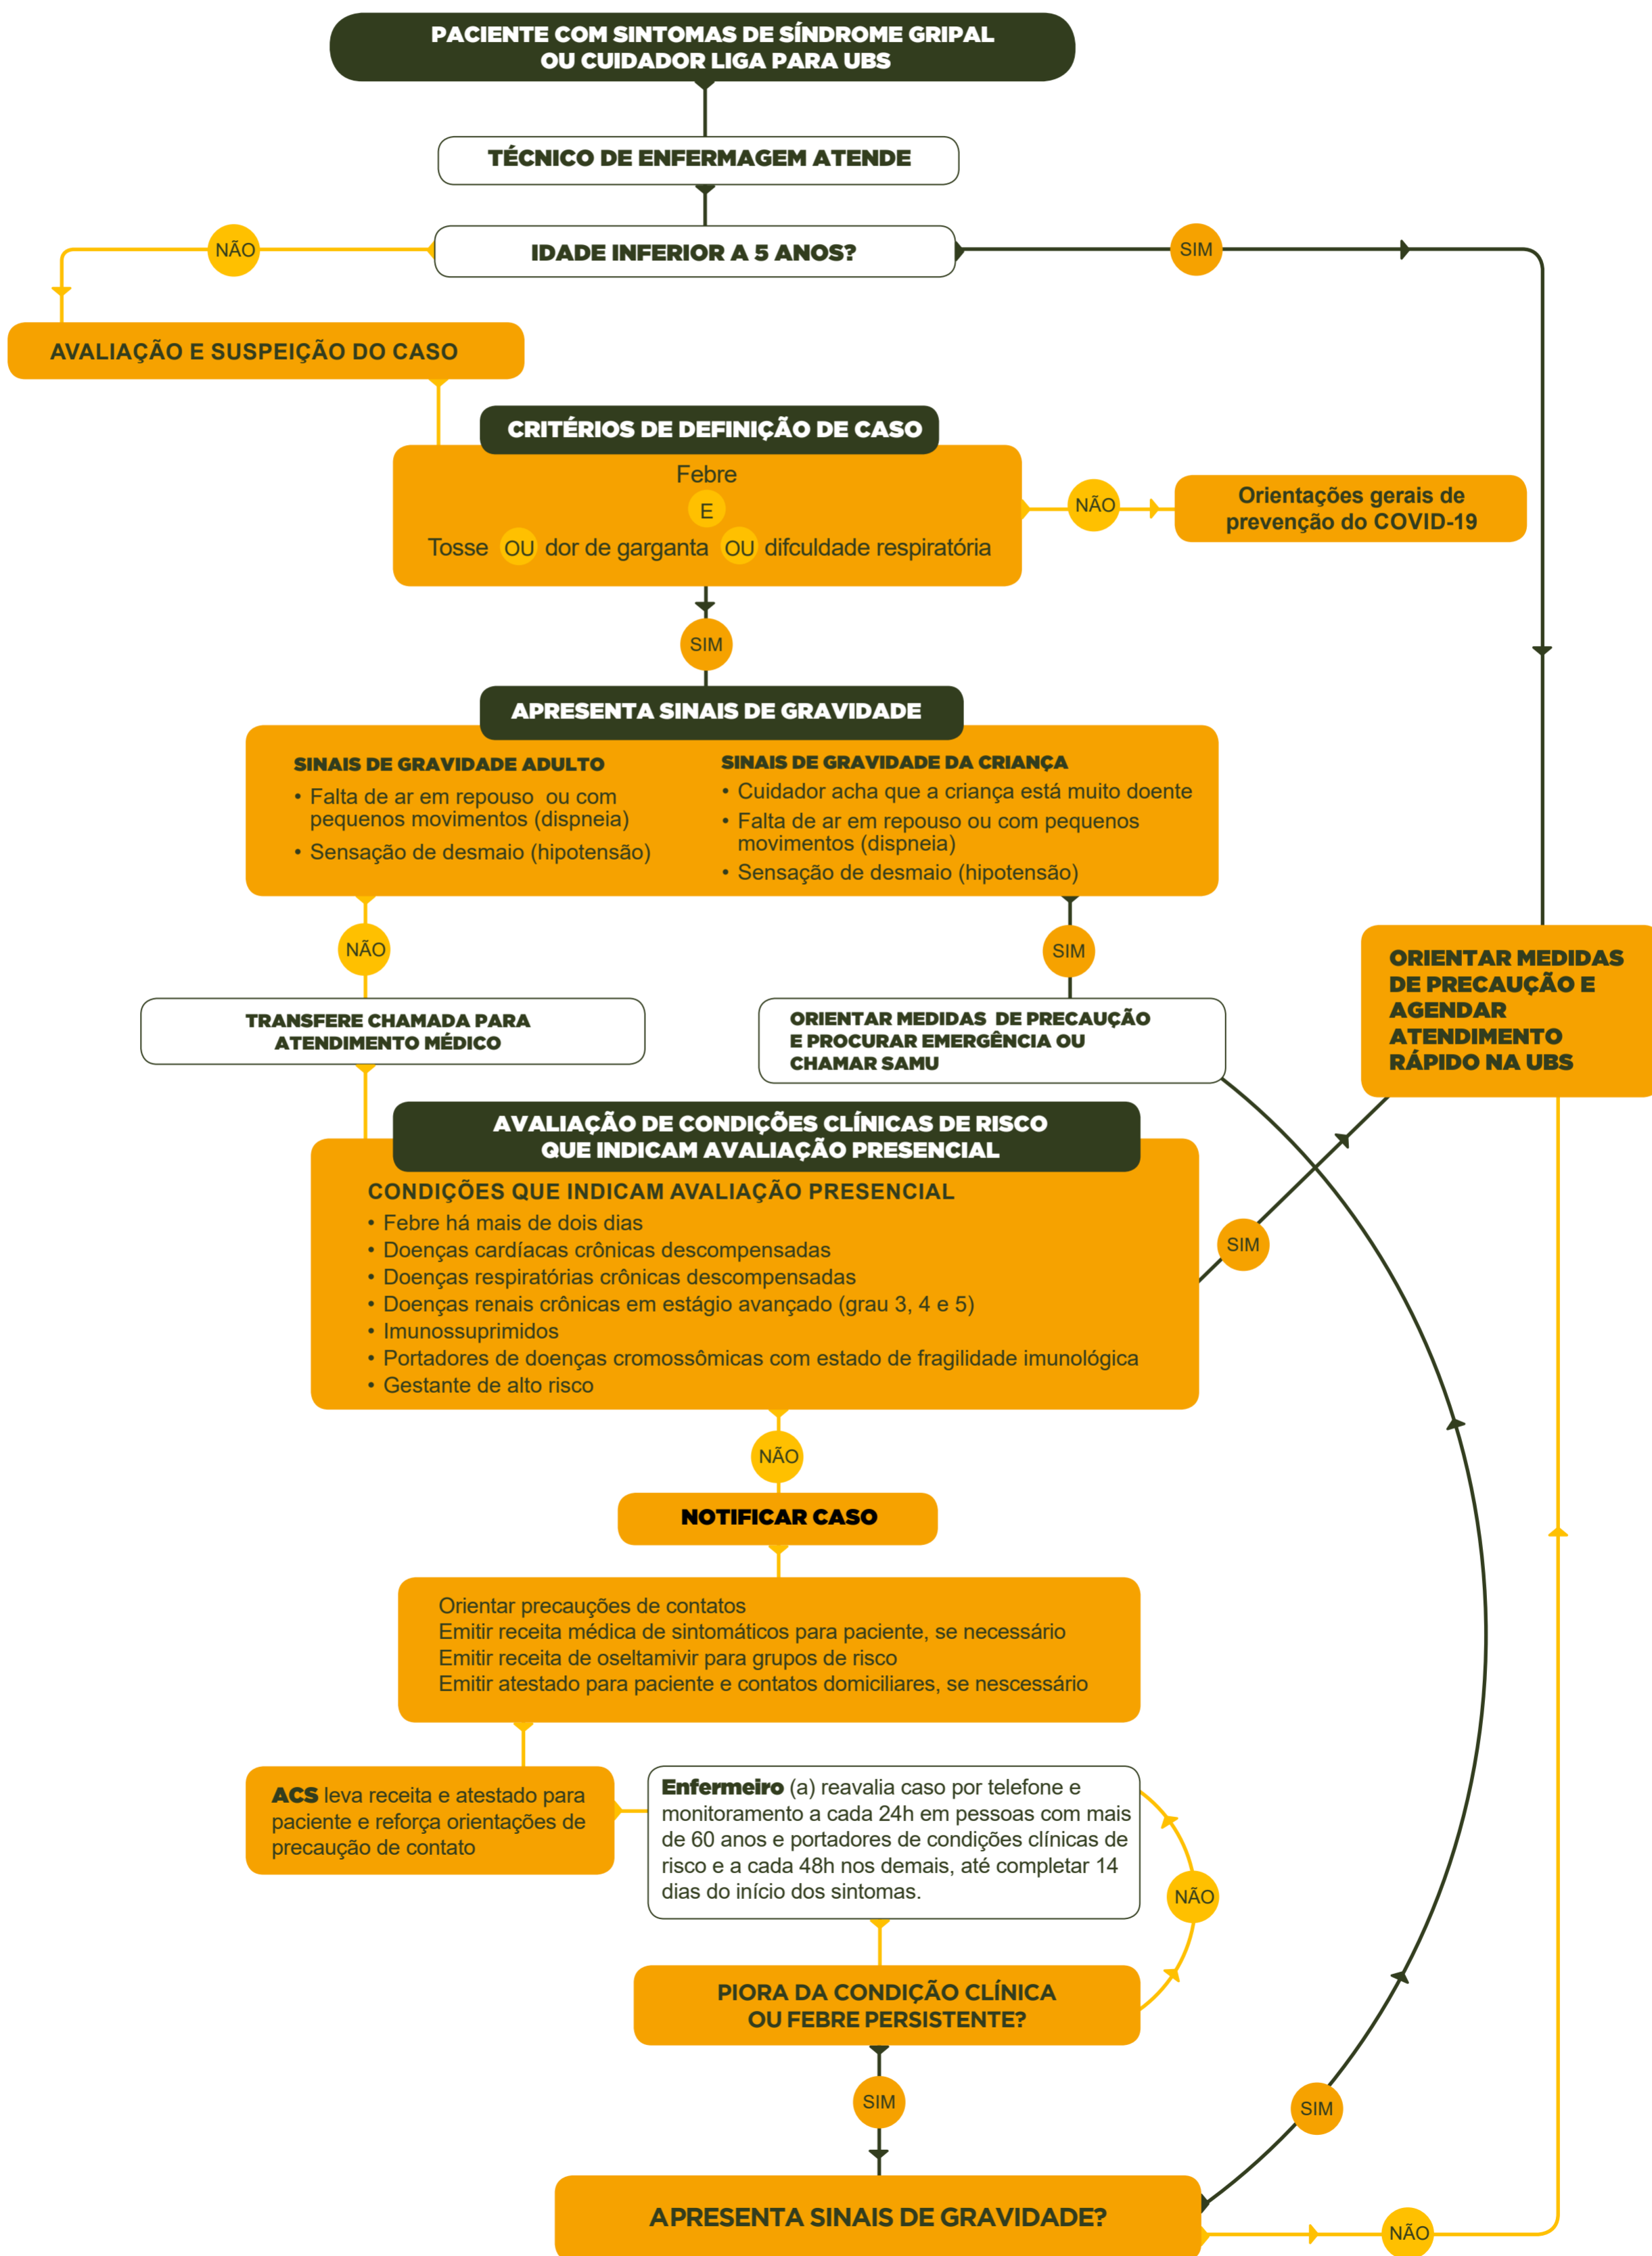 PACIENTE COM SINTOMAS DE SÍNDROME GRIPAL
OU CUIDADOR LIGA PARA UBS
TÉCNICO DE ENFERMAGEM ATENDE
NÃO
IDADE INFERIOR A 5 ANOS?
SIM
AVALIAÇÃO E SUSPEIÇÃO DO CASO
CRITÉRIOS DE DEFINIÇÃO DE CASO
Febre
E
Tosse OU dor de garganta OU difculdade respiratória
NÃO
Orientações gerais de
prevenção do COVID-19
SIM
APRESENTA SINAIS DE GRAVIDADE
SINAIS DE GRAVIDADE ADULTO
• Falta de ar em repouso ou com
pequenos movimentos (dispneia)
• Sensação de desmaio (hipotensão)
SINAIS DE GRAVIDADE DA CRIANÇA
• Cuidador acha que a criança está muito doente
• Falta de ar em repouso ou com pequenos
movimentos (dispneia)
• Sensação de desmaio (hipotensão)
NÃO
SIM
TRANSFERE CHAMADA PARA
ATENDIMENTO MÉDICO
ORIENTAR MEDIDAS DE PRECAUÇÃO
E PROCURAR EMERGÊNCIA OU
CHAMAR SAMU
ORIENTAR MEDIDAS
DE PRECAUÇÃO E
AGENDAR
ATENDIMENTO
RÁPIDO NA UBS
AVALIAÇÃO DE CONDIÇÕES CLÍNICAS DE RISCO
QUE INDICAM AVALIAÇÃO PRESENCIAL
CONDIÇÕES QUE INDICAM AVALIAÇÃO PRESENCIAL
• Febre há mais de dois dias
• Doenças cardíacas crônicas descompensadas
• Doenças respiratórias crônicas descompensadas
• Doenças renais crônicas em estágio avançado (grau 3, 4 e 5)
• Imunossuprimidos
• Portadores de doenças cromossômicas com estado de fragilidade imunológica
• Gestante de alto risco
SIM
NÃO
NOTIFICAR CASO
Orientar precauções de contatos
Emitir receita médica de sintomáticos para paciente, se necessário
Emitir receita de oseltamivir para grupos de risco
Emitir atestado para paciente e contatos domiciliares, se nescessário
ACS leva receita e atestado para
paciente e reforça orientações de
precaução de contato
Enfermeiro (a) reavalia caso por telefone e
monitoramento a cada 24h em pessoas com mais
de 60 anos e portadores de condições clínicas de
risco e a cada 48h nos demais, até completar 14
dias do início dos sintomas.
NÃO
PIORA DA CONDIÇÃO CLÍNICA
OU FEBRE PERSISTENTE?
SIM
SIM
APRESENTA SINAIS DE GRAVIDADE?
NÃO